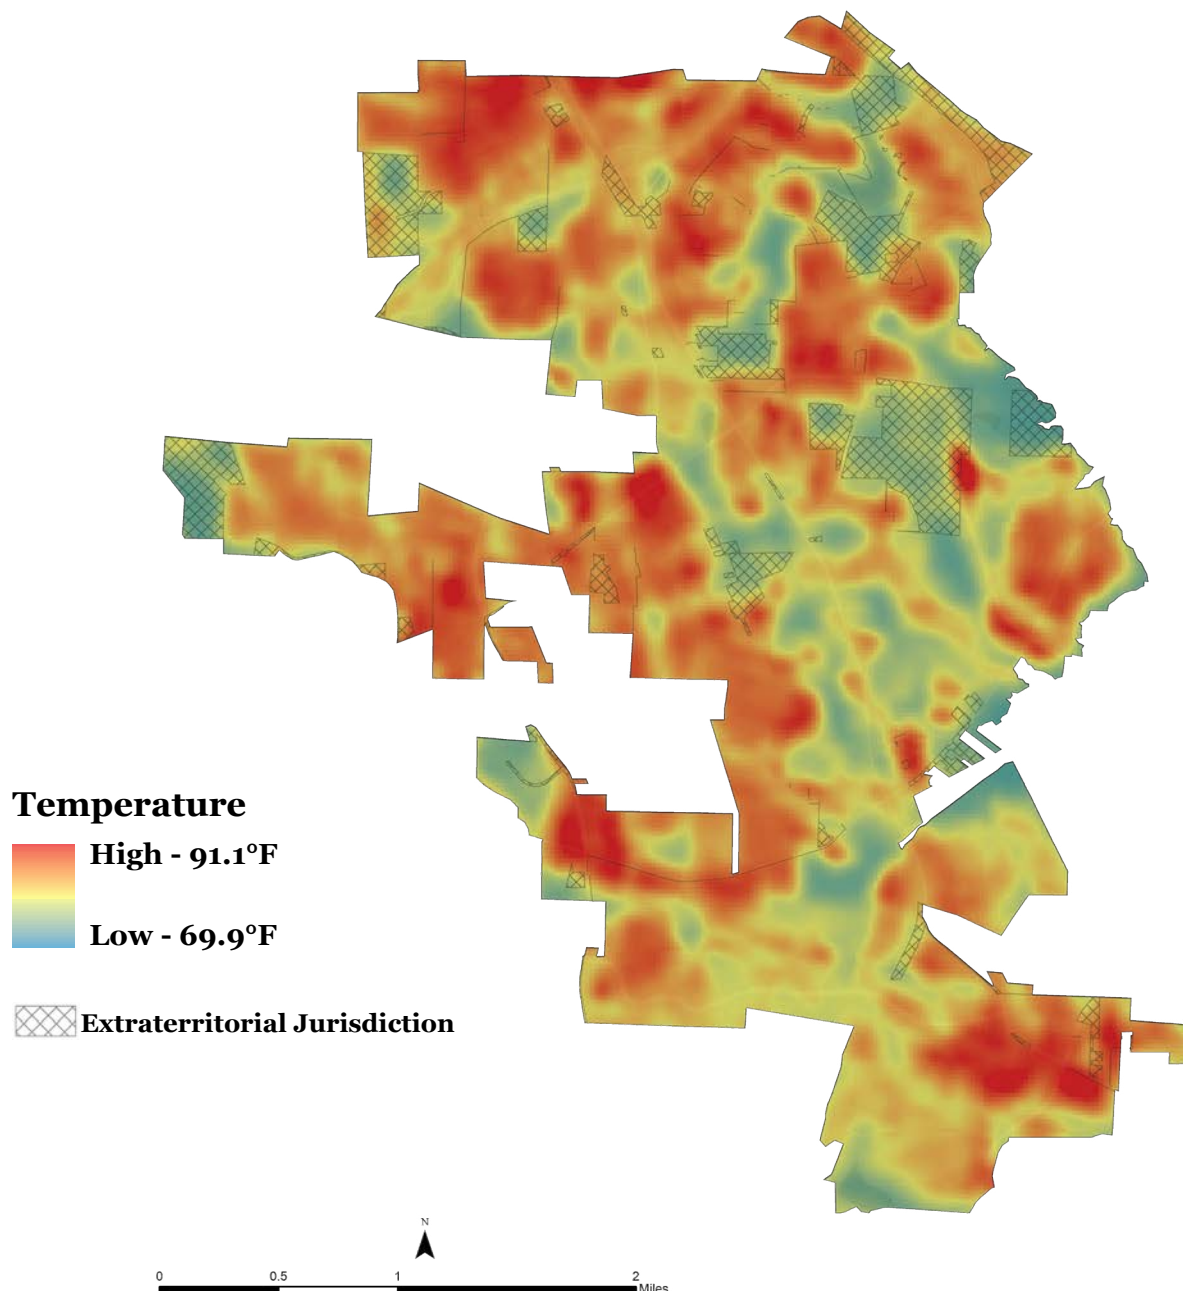 Temperature
High - 91.1°F
Low - 69.9°F
Extraterritorial Jurisdiction
N
0 0.5 1 2
Miles